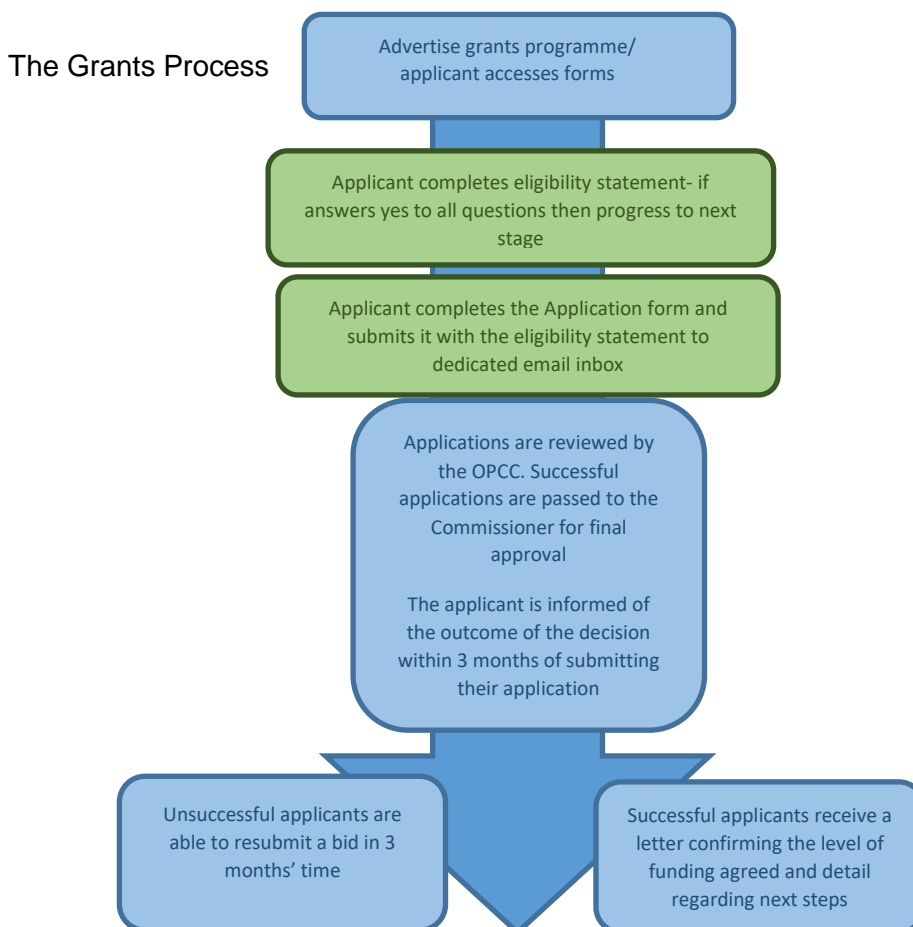 The Grants Process
Advertise grants programme/
applicant accesses forms
Applicant completes eligibility statement- if
answers yes to all questions then progress to next
stage
Applicant completes the Application form and
submits it with the eligibility statement to
dedicated email inbox
Applications are reviewed by
the OPCC. Successful
applications are passed to the
Commissioner for final
approval
The applicant is informed of
the outcome of the decision
within 3 months of submitting
their application
Unsuccessful applicants are
able to resubmit a bid in 3
months’ time
Successful applicants receive a
letter confirming the level of
funding agreed and detail
regarding next steps